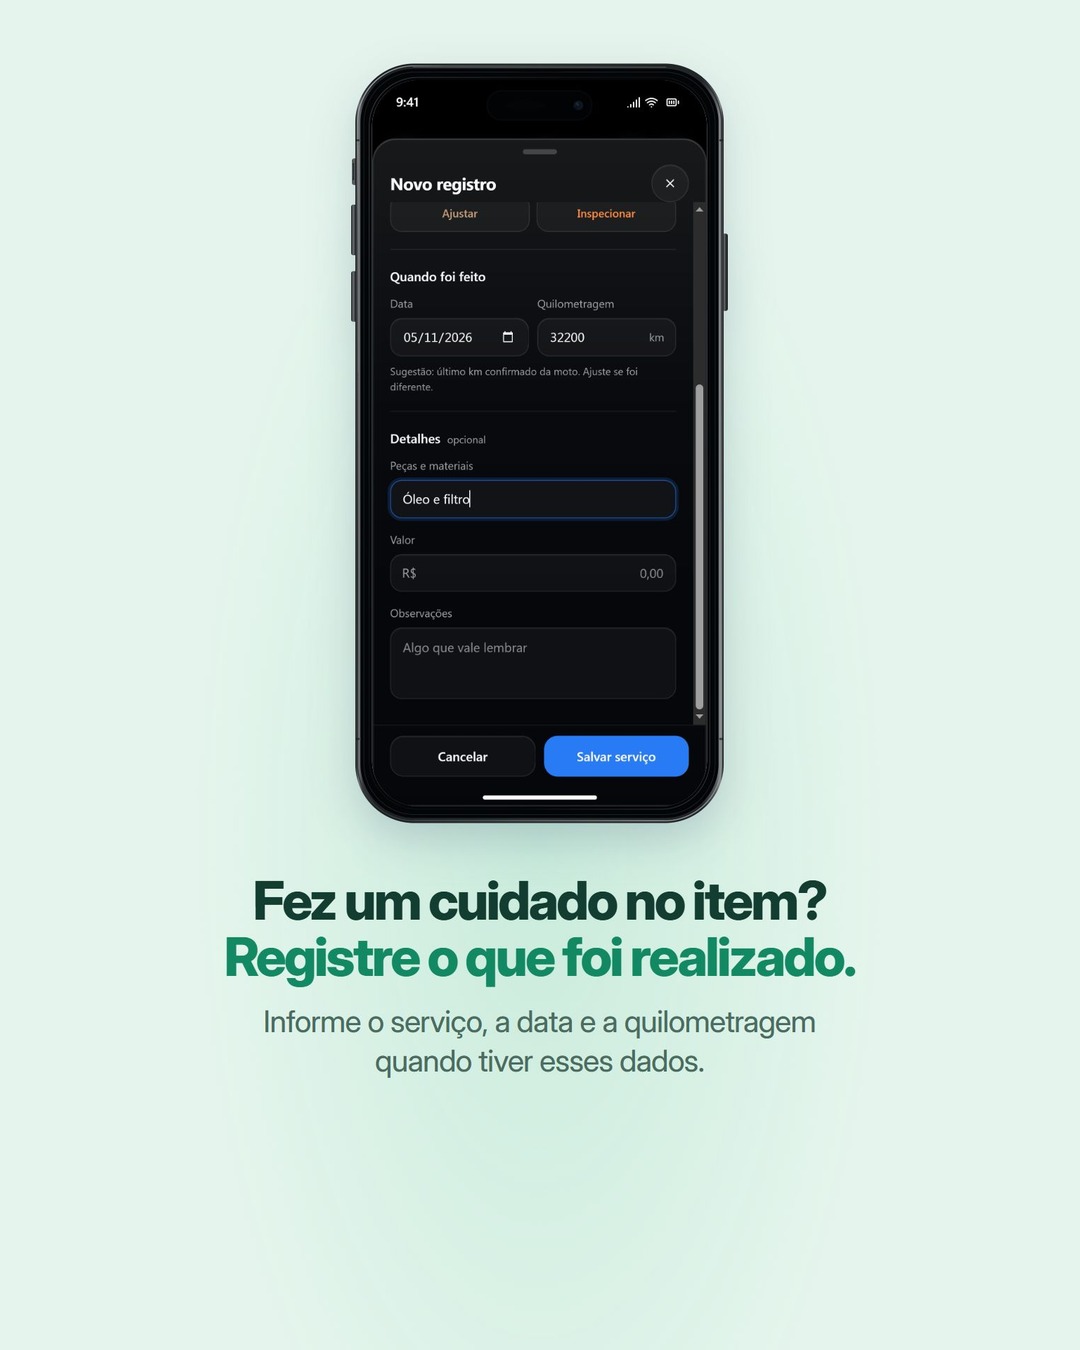 9:41
Novo registro
Ajustar
Inspecionar
Quando foi feito
Data
Quilometragem
05/11/2026
32200
km
Sugestão: último km confirmado da moto. Ajuste se foi
diferente.
Detalhes opcional
Peças e materiais
Óleo e filtro
Valor
R$
0,00
Observações
Algo que vale lembrar
Cancelar
Salvar serviço
Fez um cuidado no item?
Registre o que foi realizado.
Informe o serviço, a data e a quilometragem
quando tiver esses dados.